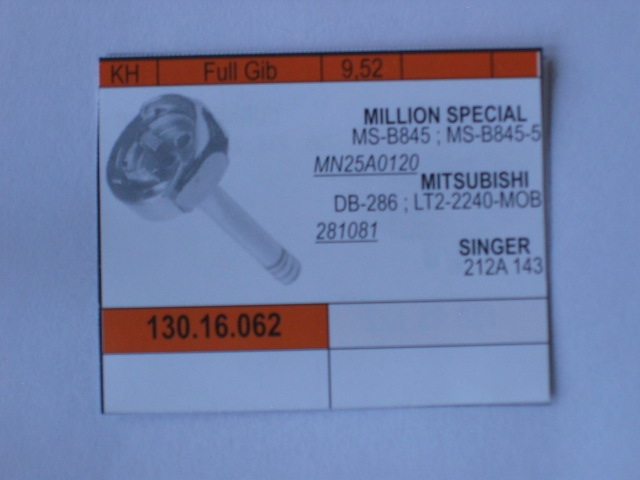 KH Full Gib 9,52
MILLION SPECIAL
MS-B845 ; MS-B845-5
MN25A0120
MITSUBISHI
DB-286 ; LT2-2240-MOB
281081
SINGER
212A 143
130.16.062